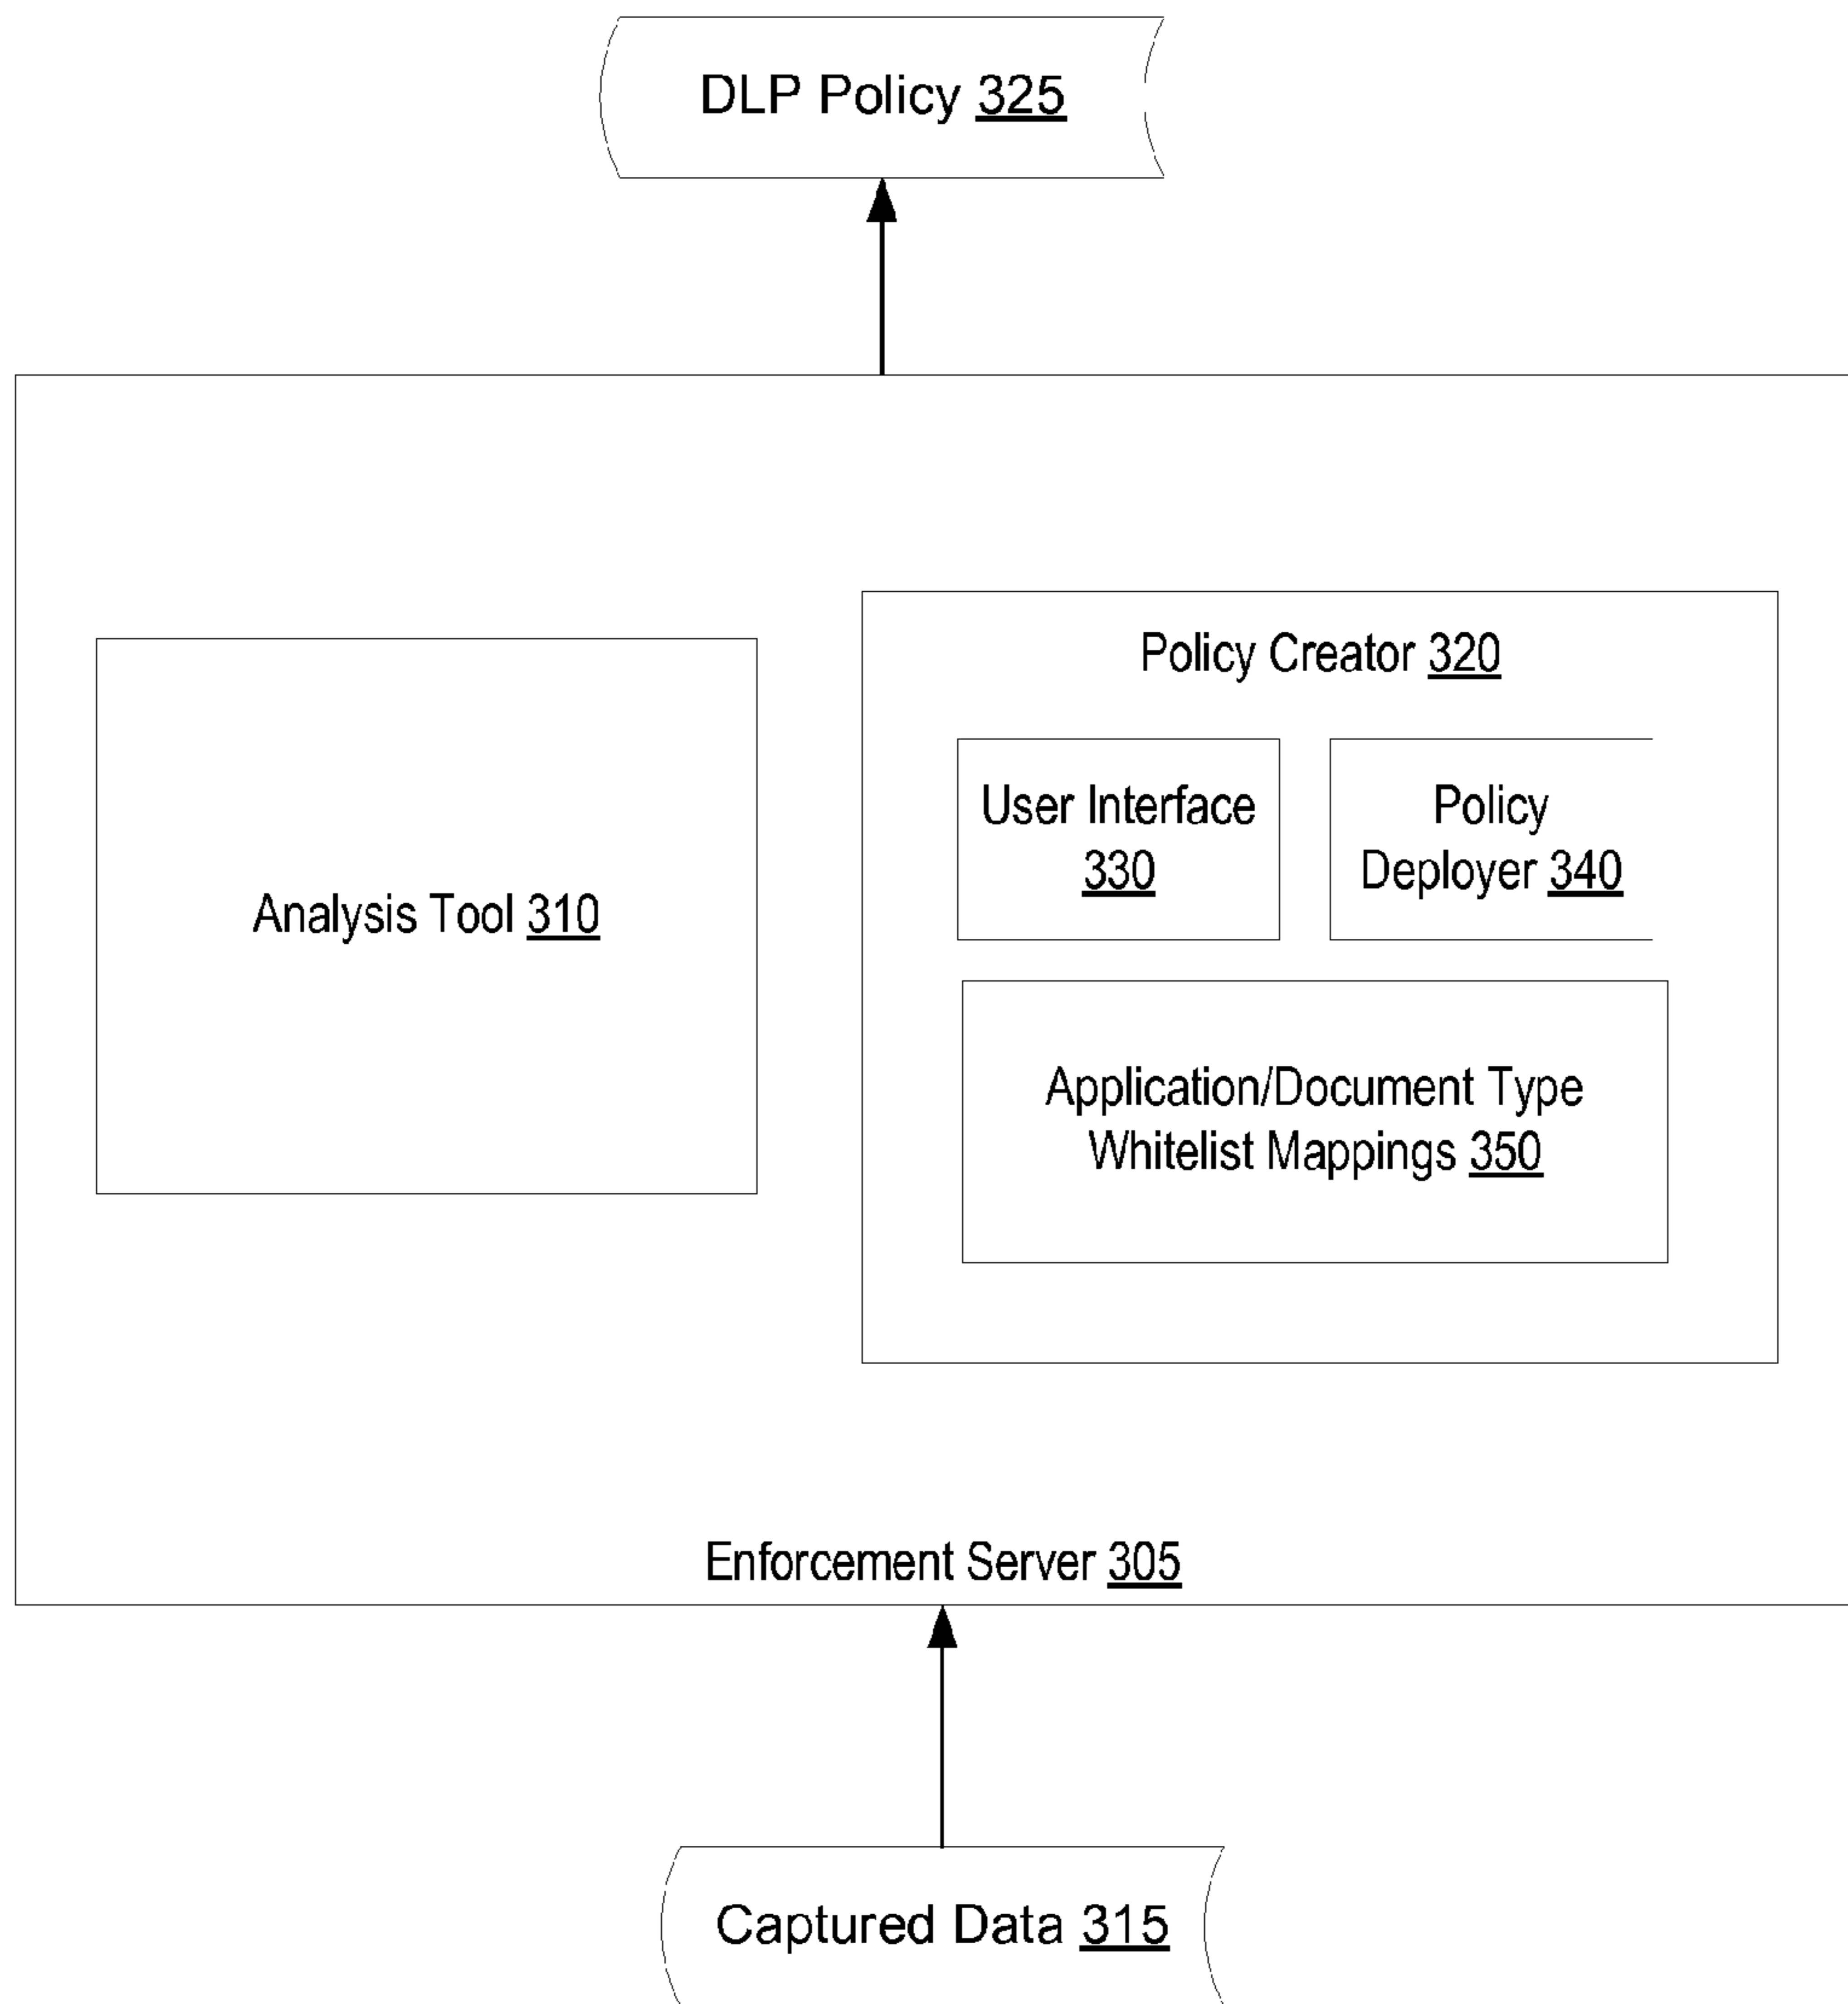 DLP Policy 325
Policy Creator 320
User Interface
330
Policy
Deployer 340
Analysis Tool 310
Application/Document Type
Whitelist Mappings 350
Enforcement Server 305
Captured Data 315